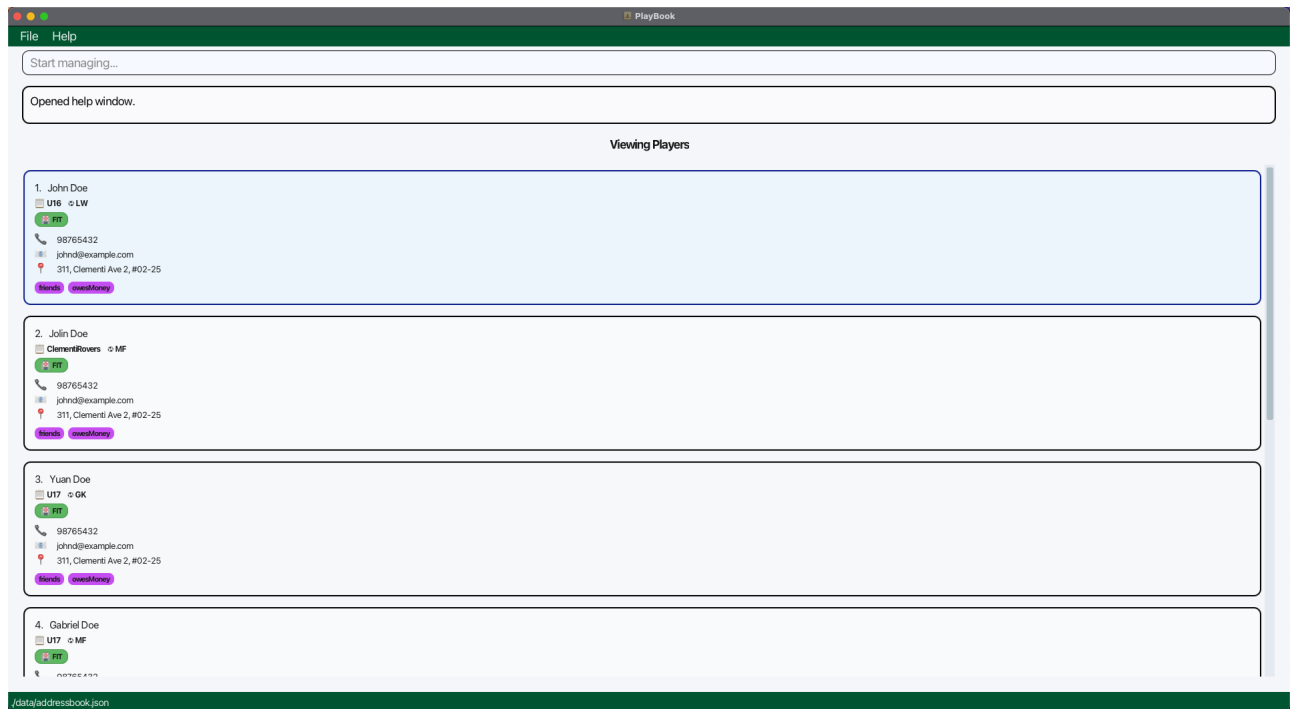 PlayBook
File Help
Start managing...
Opened help window.
Viewing Players
1. John Doe
U16 LW
FIT
98765432
johnd@example.com
311, Clementi Ave 2, #02-25
friends owesMoney
2. Jolin Doe
ClementiRovers MF
FIT
98765432
johnd@example.com
311, Clementi Ave 2, #02-25
friends owesMoney
3. Yuan Doe
U17 GK
FIT
98765432
johnd@example.com
311, Clementi Ave 2, #02-25
friends owesMoney
4. Gabriel Doe
U17 MF
FIT
98765432
./data/addressbook.json